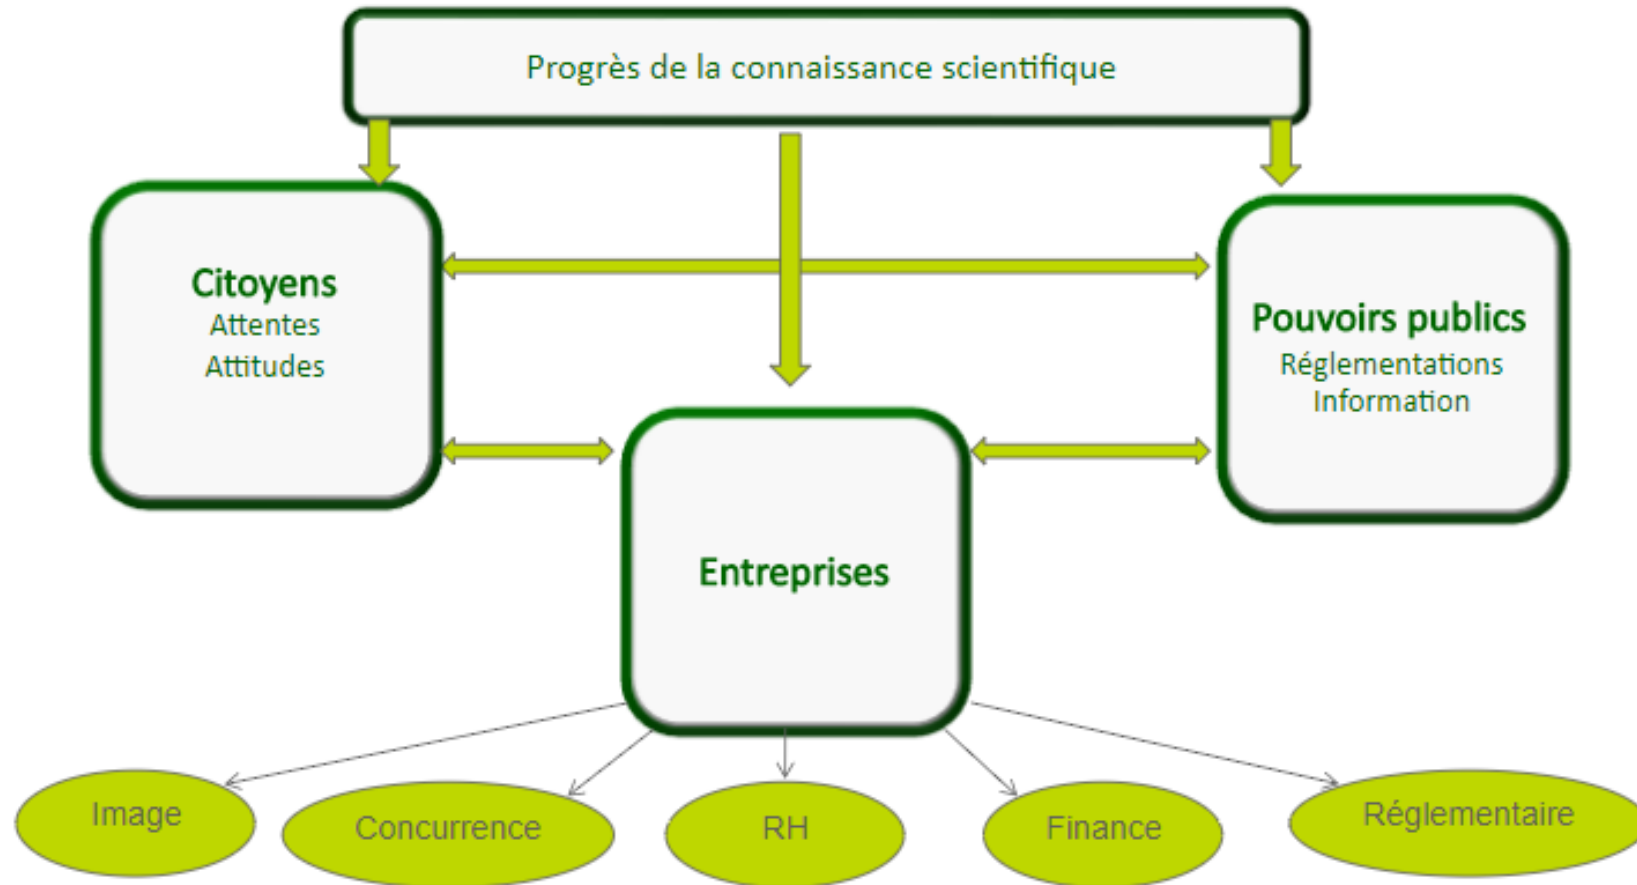 Progrès de la connaissance scientifique
Citoyens
Attentes
Attitudes
Pouvoirs publics
Réglementations
Information
Entreprises
Image
Concurrence
RH
Finance
Réglementaire